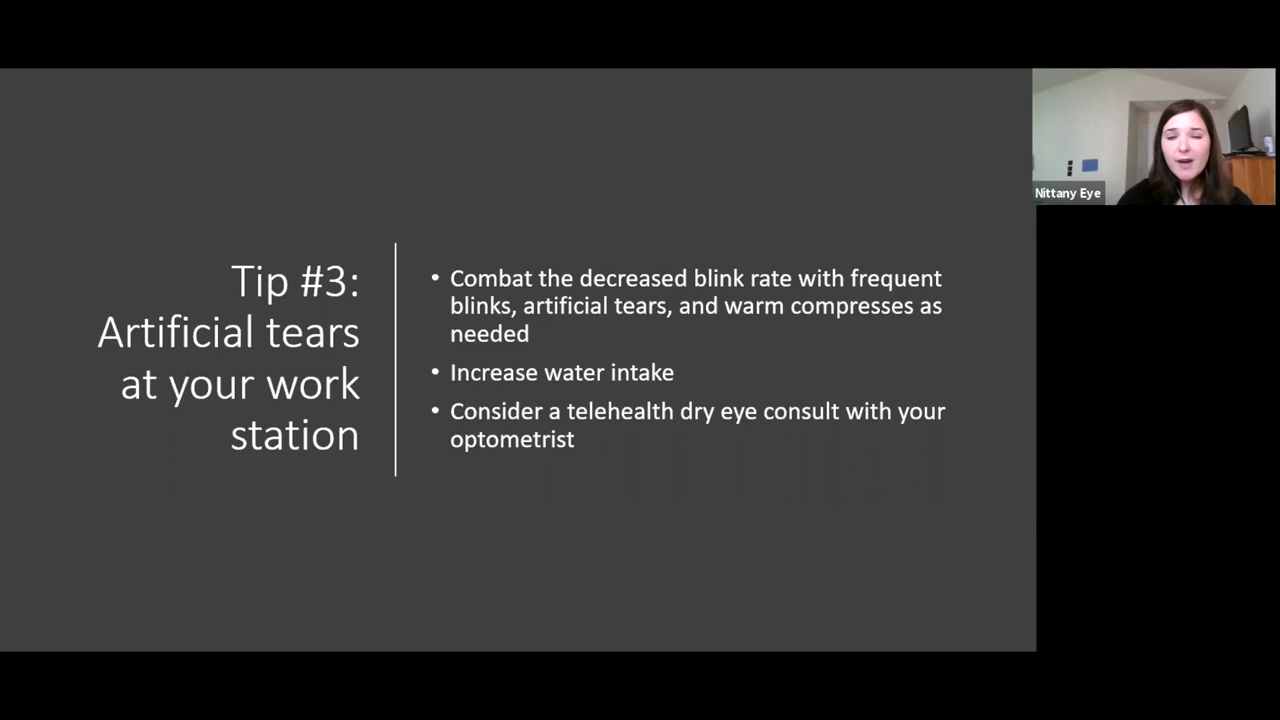 Tip #3:
Artificial tears
at your work
station
• Combat the decreased blink rate with frequent
blinks, artificial tears, and warm compresses as
needed
• Increase water intake
• Consider a telehealth dry eye consult with your
optometrist
Nittany Eye